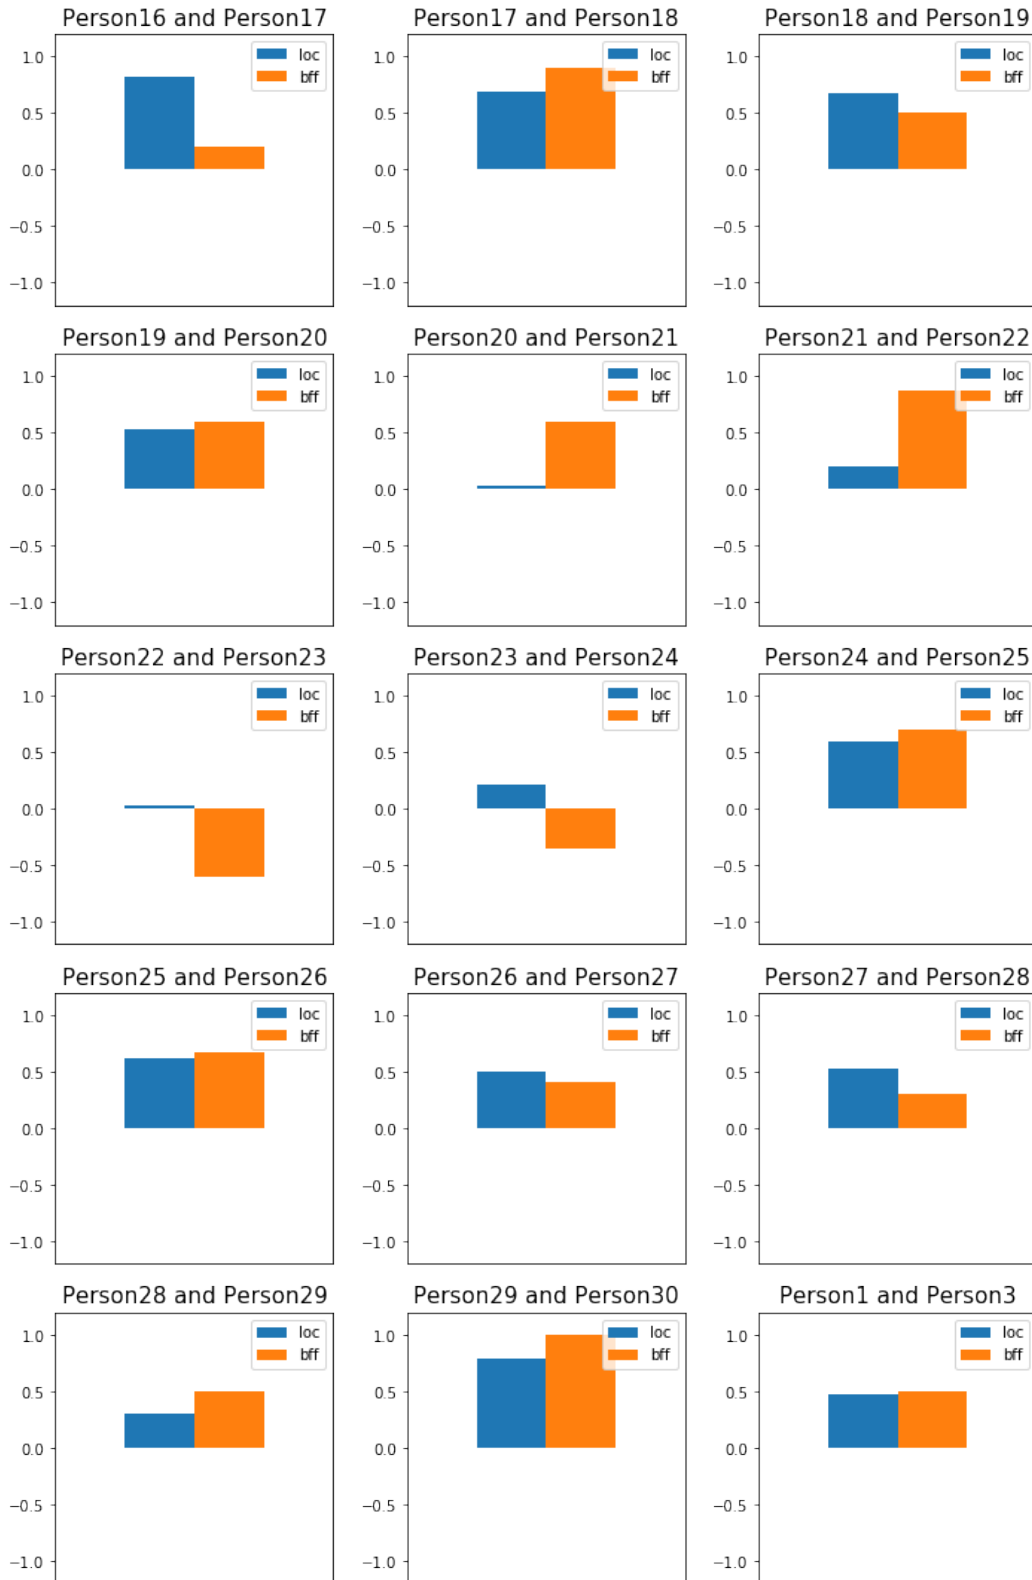 Person16 and Person17
1.0
0.5
0.0
−0.5
−1.0
loc
bff
Person17 and Person18
1.0
0.5
0.0
−0.5
−1.0
loc
bff
Person18 and Person19
1.0
0.5
0.0
−0.5
−1.0
loc
bff
Person19 and Person20
1.0
0.5
0.0
−0.5
−1.0
loc
bff
Person20 and Person21
1.0
0.5
0.0
−0.5
−1.0
loc
bff
Person21 and Person22
1.0
0.5
0.0
−0.5
−1.0
loc
bff
Person22 and Person23
1.0
0.5
0.0
−0.5
−1.0
loc
bff
Person23 and Person24
1.0
0.5
0.0
−0.5
−1.0
loc
bff
Person24 and Person25
1.0
0.5
0.0
−0.5
−1.0
loc
bff
Person25 and Person26
1.0
0.5
0.0
−0.5
−1.0
loc
bff
Person26 and Person27
1.0
0.5
0.0
−0.5
−1.0
loc
bff
Person27 and Person28
1.0
0.5
0.0
−0.5
−1.0
loc
bff
Person28 and Person29
1.0
0.5
0.0
−0.5
−1.0
loc
bff
Person29 and Person30
1.0
0.5
0.0
−0.5
−1.0
loc
bff
Person1 and Person3
1.0
0.5
0.0
−0.5
−1.0
loc
bff